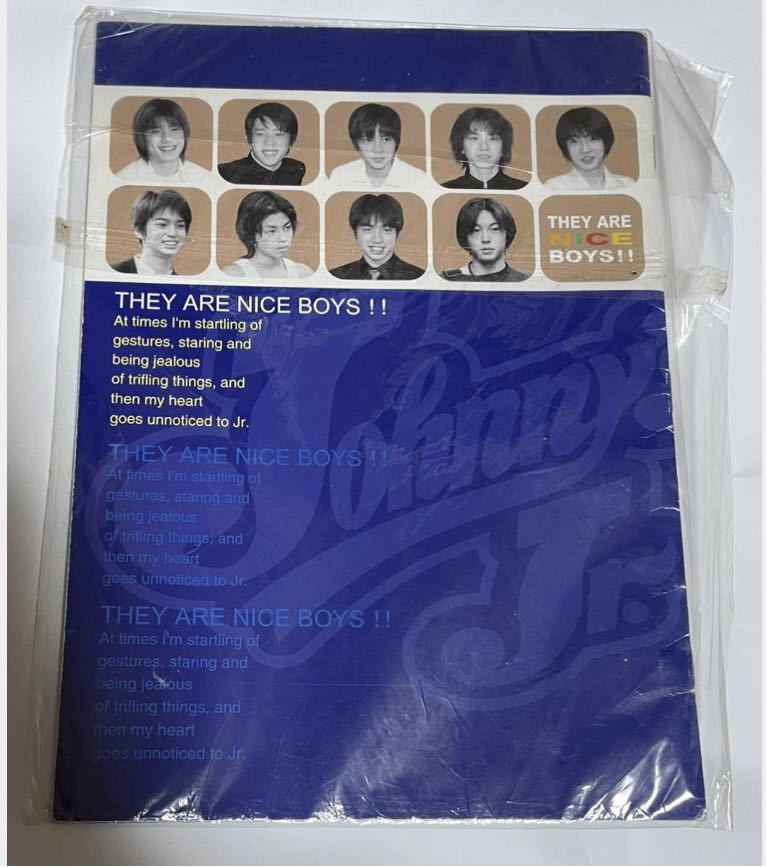 THEY ARE
NICE
BOYS!!
THEY ARE NICE BOYS !!
At times I'm startling of
gestures, staring and
being jealous
of trifling things, and
then my heart
goes unnoticed to Jr.
THEY ARE NICE BOYS !!
At times I'm startling of
gestures, staring and
being jealous
of trifling things, and
then my heart
goes unnoticed to Jr.
THEY ARE NICE BOYS !!
At times I'm startling of
gestures, staring and
being jealous
of trifling things, and
then my heart
goes unnoticed to Jr.
Johnny's
Jr.